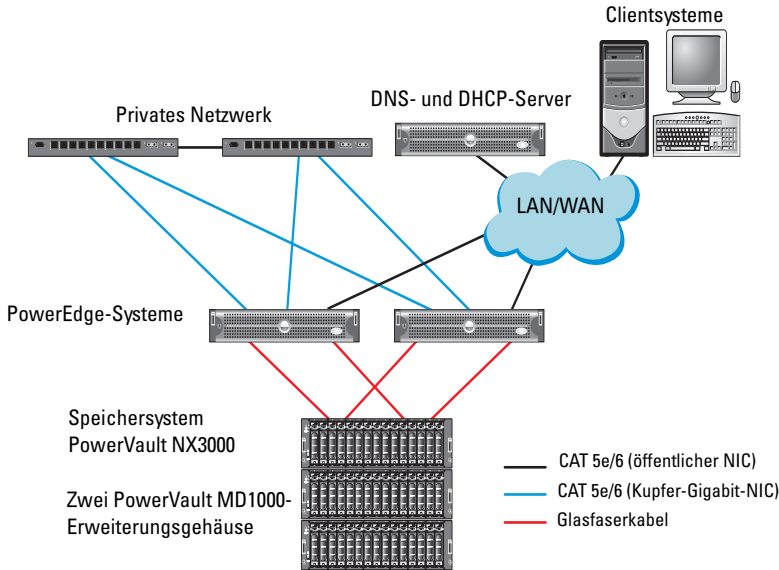 Clientsysteme
DNS- und DHCP-Server
Privates Netzwerk
LAN/WAN
PowerEdge-Systeme
Speichersystem
PowerVault NX3000
Zwei PowerVault MD1000-
Erweiterungsgehäuse
CAT 5e/6 (öffentlicher NIC)
CAT 5e/6 (Kupfer-Gigabit-NIC)
Glasfaserkabel